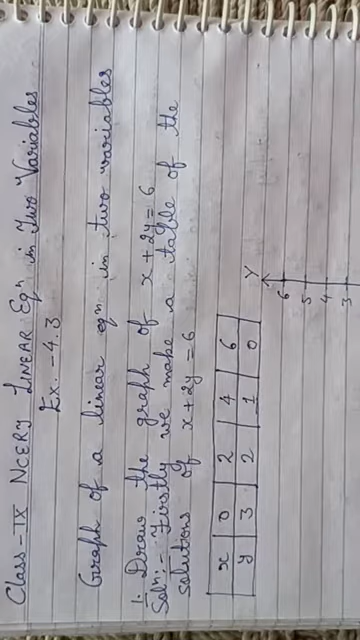 Class-IX NCERT LINEAR Eqn in Two Variables
Ex. - 4.3
Graph of a linear eqn. in two variables
1. Draw the graph of x + 2y = 6
Soln:- Firstly we make a table of the
solutions of x + 2y = 6
x 0 2 4 6
y 3 2 1 0
Y
6
5
4
3